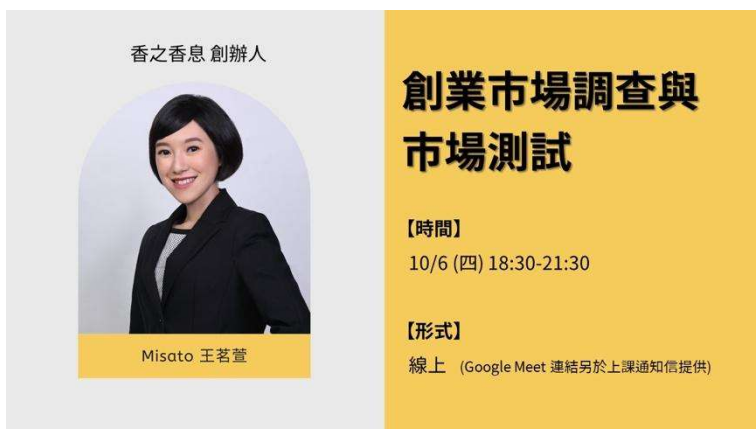 香之香息 創辦人
Misato 王茗萱
創業市場調查與
市場測試
【時間】
10/6 (四) 18:30-21:30
【形式】
線上 (Google Meet 連結另於上課通知信提供)